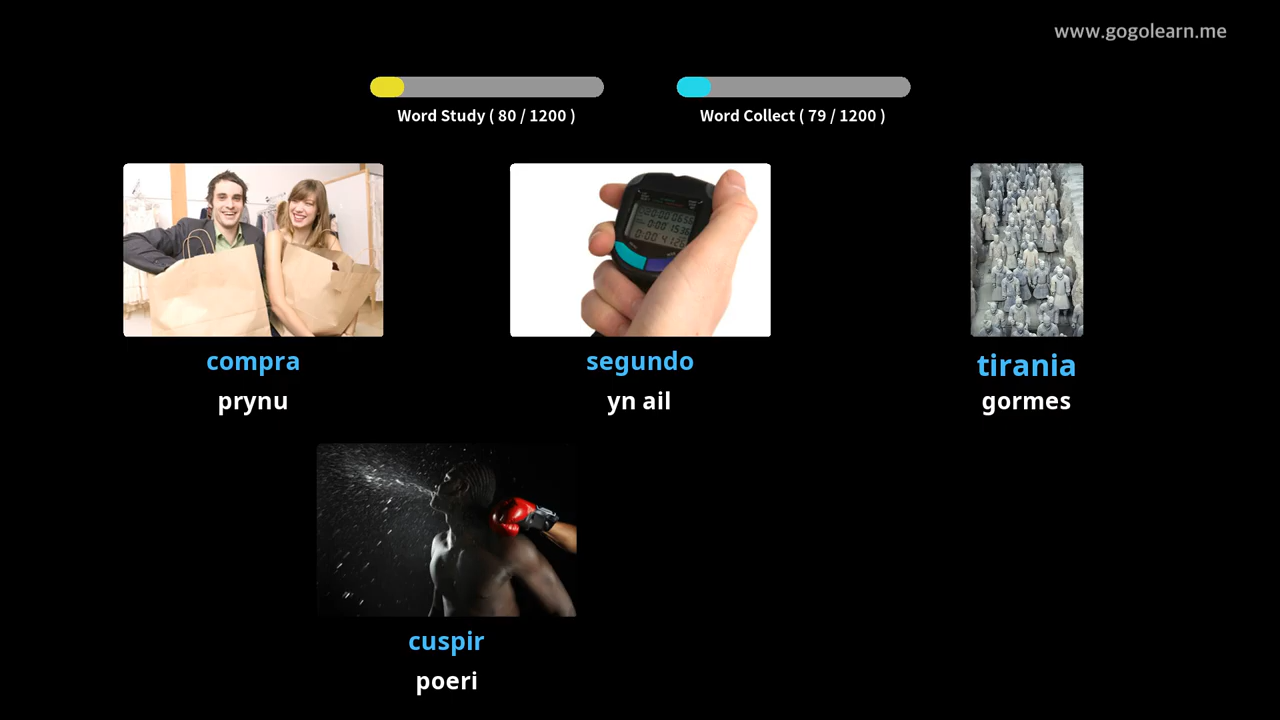 www.gogolearn.me
Word Study ( 80 / 1200 )
Word Collect ( 79 / 1200 )
compra
prynu
segundo
yn ail
tirania
gormes
cuspir
poeri